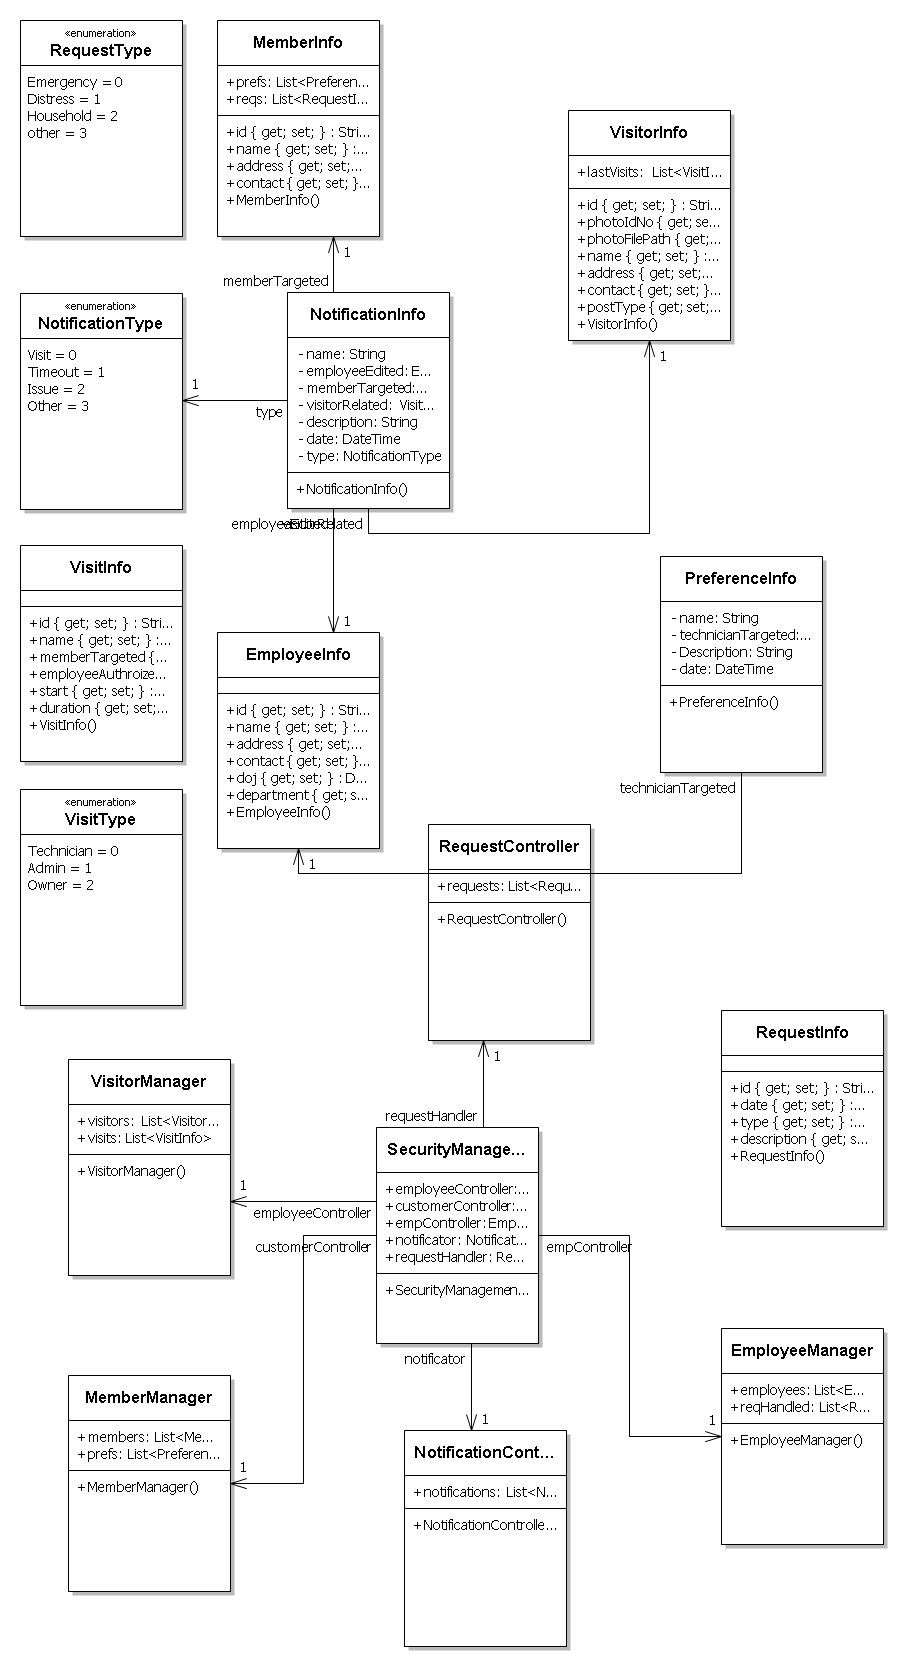 «enumeration»
RequestType
Emergency = 0
Distress = 1
Household = 2
other = 3
MemberInfo
+ prefs: List<Preferen...
+ reqs: List<RequestI...
+ id { get; set; } : Stri...
+ name { get; set; } :...
+ address { get; set;...
+ contact { get; set; }...
+ MemberInfo()
VisitorInfo
+ lastVisits: List<VisitI...
+ id { get; set; } : Stri...
+ photoIdNo { get; se...
+ photoFilePath { get;...
+ name { get; set; } :...
+ address { get; set;...
+ contact { get; set; }...
+ postType { get; set;...
+ VisitorInfo()
1
memberTargeted
«enumeration»
NotificationType
Visit = 0
Timeout = 1
Issue = 2
Other = 3
1
type
NotificationInfo
- name: String
- employeeEdited: E...
- memberTargeted:...
- visitorRelated: Visit...
- description: String
- date: DateTime
- type: NotificationType
+ NotificationInfo()
1
employeeEdited
visitorRelated
VisitInfo
+ id { get; set; } : Stri...
+ name { get; set; } :...
+ memberTargeted {...
+ employeeAuthroize...
+ start { get; set; } :...
+ duration { get; set;...
+ VisitInfo()
1
EmployeeInfo
+ id { get; set; } : Stri...
+ name { get; set; } :...
+ address { get; set;...
+ contact { get; set; }...
+ doj { get; set; } : D...
+ department { get; s...
+ EmployeeInfo()
PreferenceInfo
- name: String
- technicianTargeted:...
- Description: String
- date: DateTime
+ PreferenceInfo()
technicianTargeted
1
«enumeration»
VisitType
Technician = 0
Admin = 1
Owner = 2
RequestController
+ requests: List<Requ...
+ RequestController()
1
requestHandler
RequestInfo
+ id { get; set; } : Stri...
+ date { get; set; } :...
+ type { get; set; } :...
+ description { get; s...
+ RequestInfo()
VisitorManager
+ visitors: List<Visitor...
+ visits: List<VisitInfo>
+ VisitorManager()
1
employeeController
customerController
SecurityManage...
+ employeeController:...
+ customerController:...
+ empController: Emp...
+ notificator: Notificat...
+ requestHandler: Re...
+ SecurityManagemen...
empController
notificator
EmployeeManager
+ employees: List<E...
+ reqHandled: List<R...
+ EmployeeManager()
1
MemberManager
+ members: List<Me...
+ prefs: List<Preferen...
+ MemberManager()
1
1
NotificationCont...
+ notifications: List<N...
+ NotificationControlle...